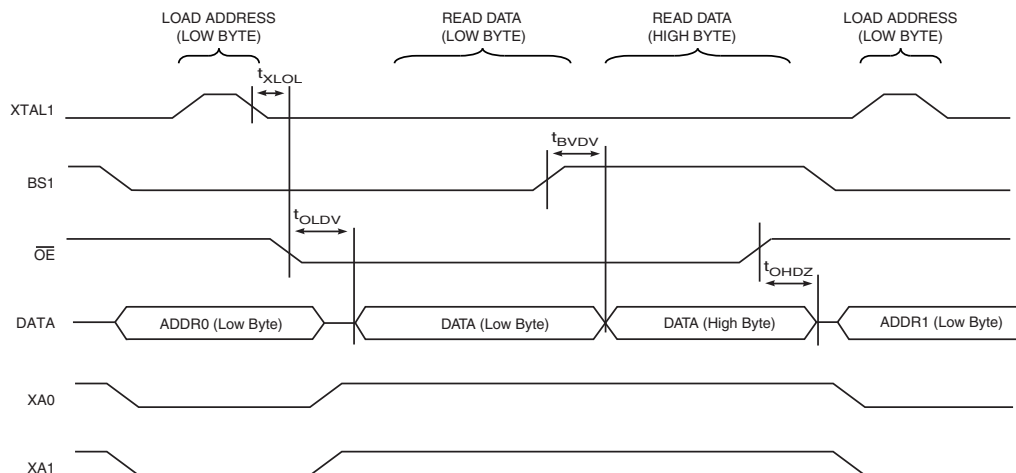 LOAD ADDRESS
(LOW BYTE)
READ DATA
(LOW BYTE)
READ DATA
(HIGH BYTE)
LOAD ADDRESS
(LOW BYTE)
tXLOL
XTAL1
tBVDV
BS1
tOLDV
OE
tOHDZ
DATA
ADDR0 (Low Byte)
DATA (Low Byte)
DATA (High Byte)
ADDR1 (Low Byte)
XA0
XA1